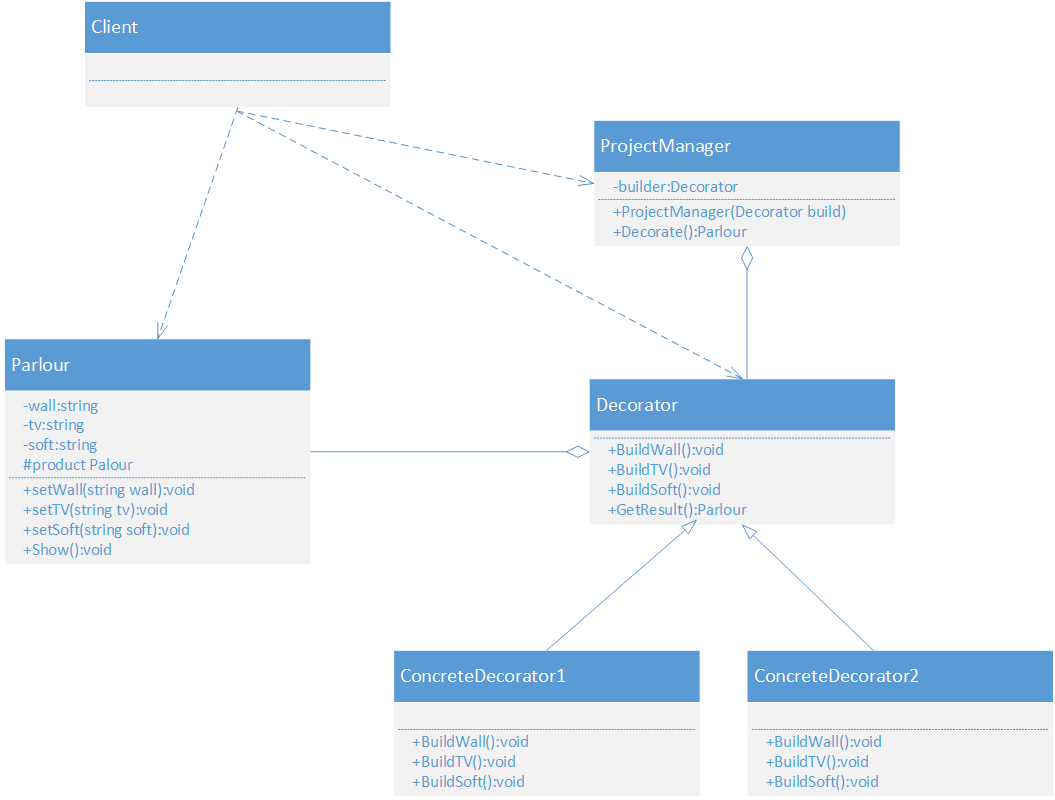 Client
ProjectManager
-builder:Decorator
+ProjectManager(Decorator build)
+Decorate():Parlour
Parlour
-wall:string
-tv:string
-soft:string
#product Palour
+setWall(string wall):void
+setTV(string tv):void
+setSoft(string soft):void
+Show():void
Decorator
+BuildWall():void
+BuildTV():void
+BuildSoft():void
+GetResult():Parlour
ConcreteDecorator1
+BuildWall():void
+BuildTV():void
+BuildSoft():void
ConcreteDecorator2
+BuildWall():void
+BuildTV():void
+BuildSoft():void